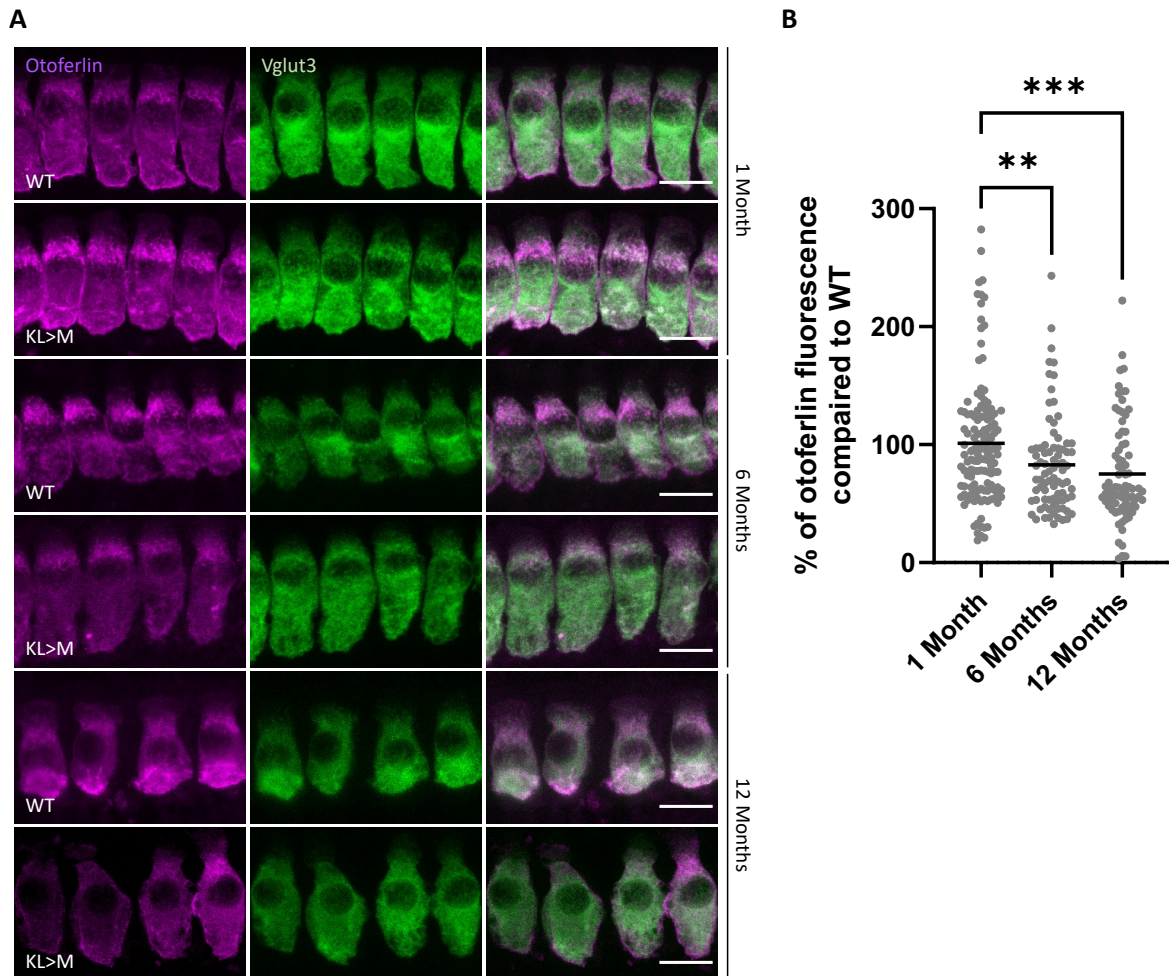 A
B
Otoferlin
Vglut3
WT
1 Month
KL>M
WT
6 Months
KL>M
WT
12 Months
KL>M
***
**
% of otoferlin fluorescence
compaired to WT
300
200
100
0
1 Month
6 Months
12 Months